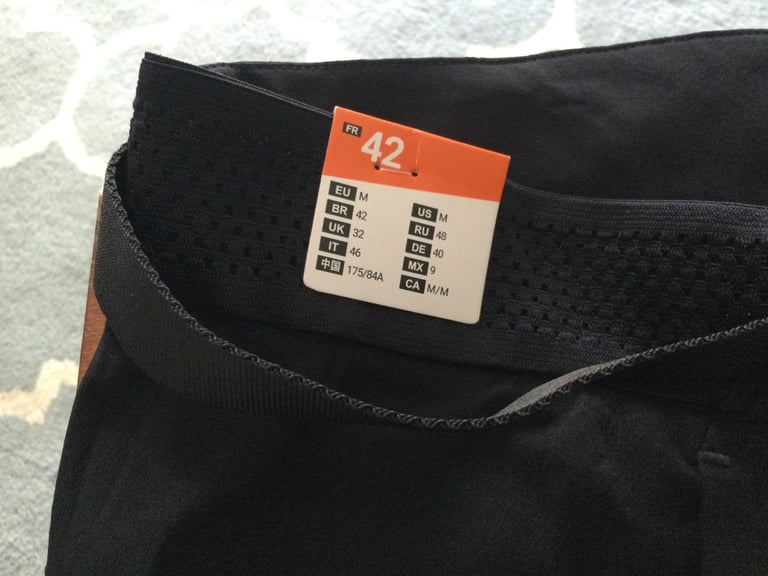 FR 42
EU M
BR 42
UK 32
IT 46
中国 175/84A
US M
RU 48
DE 40
MX 9
CA M/M